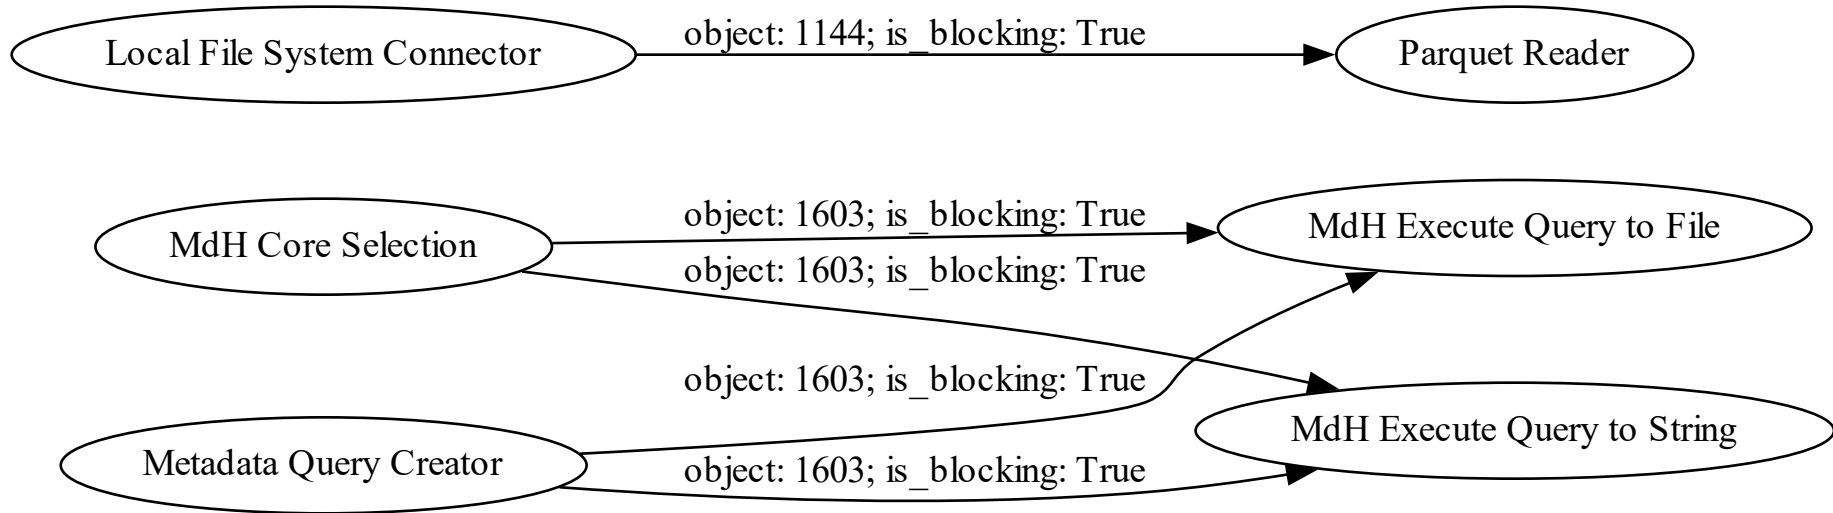 Local File System Connector
object: 1144; is_blocking: True
Parquet Reader
MdH Core Selection
object: 1603; is_blocking: True
MdH Execute Query to File
object: 1603; is_blocking: True
object: 1603; is_blocking: True
MdH Execute Query to String
Metadata Query Creator
object: 1603; is_blocking: True